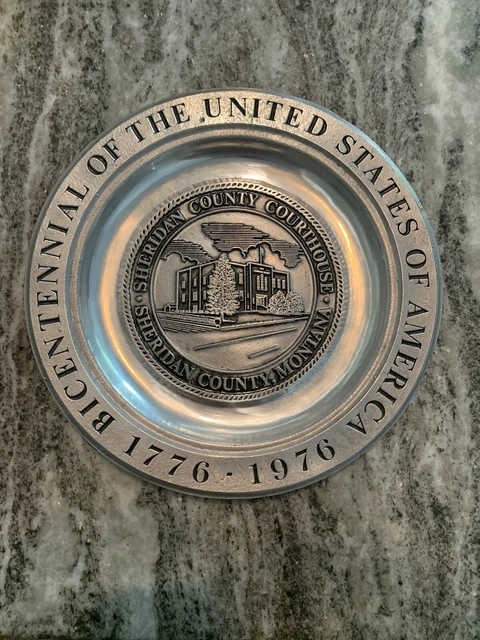 BICENTENNIAL OF THE UNITED STATES OF AMERICA
1776 - 1976
· SHERIDAN COUNTY COURTHOUSE ·
SHERIDAN COUNTY, MONTANA